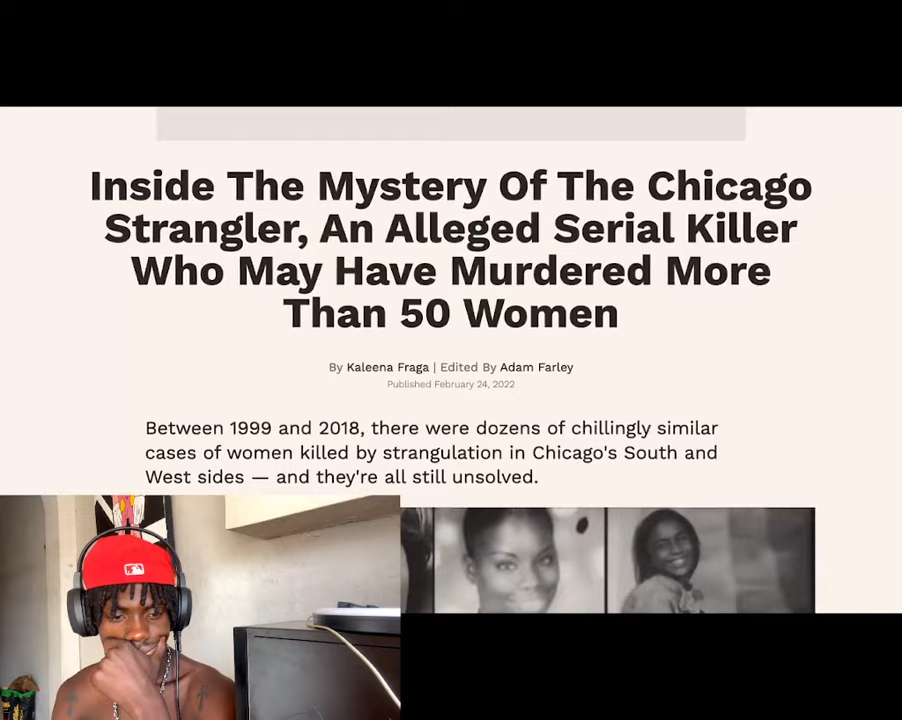 Inside The Mystery Of The Chicago
Strangler, An Alleged Serial Killer
Who May Have Murdered More
Than 50 Women
By Kaleena Fraga | Edited By Adam Farley
Published February 24, 2022
Between 1999 and 2018, there were dozens of chillingly similar
cases of women killed by strangulation in Chicago's South and
West sides — and they're all still unsolved.